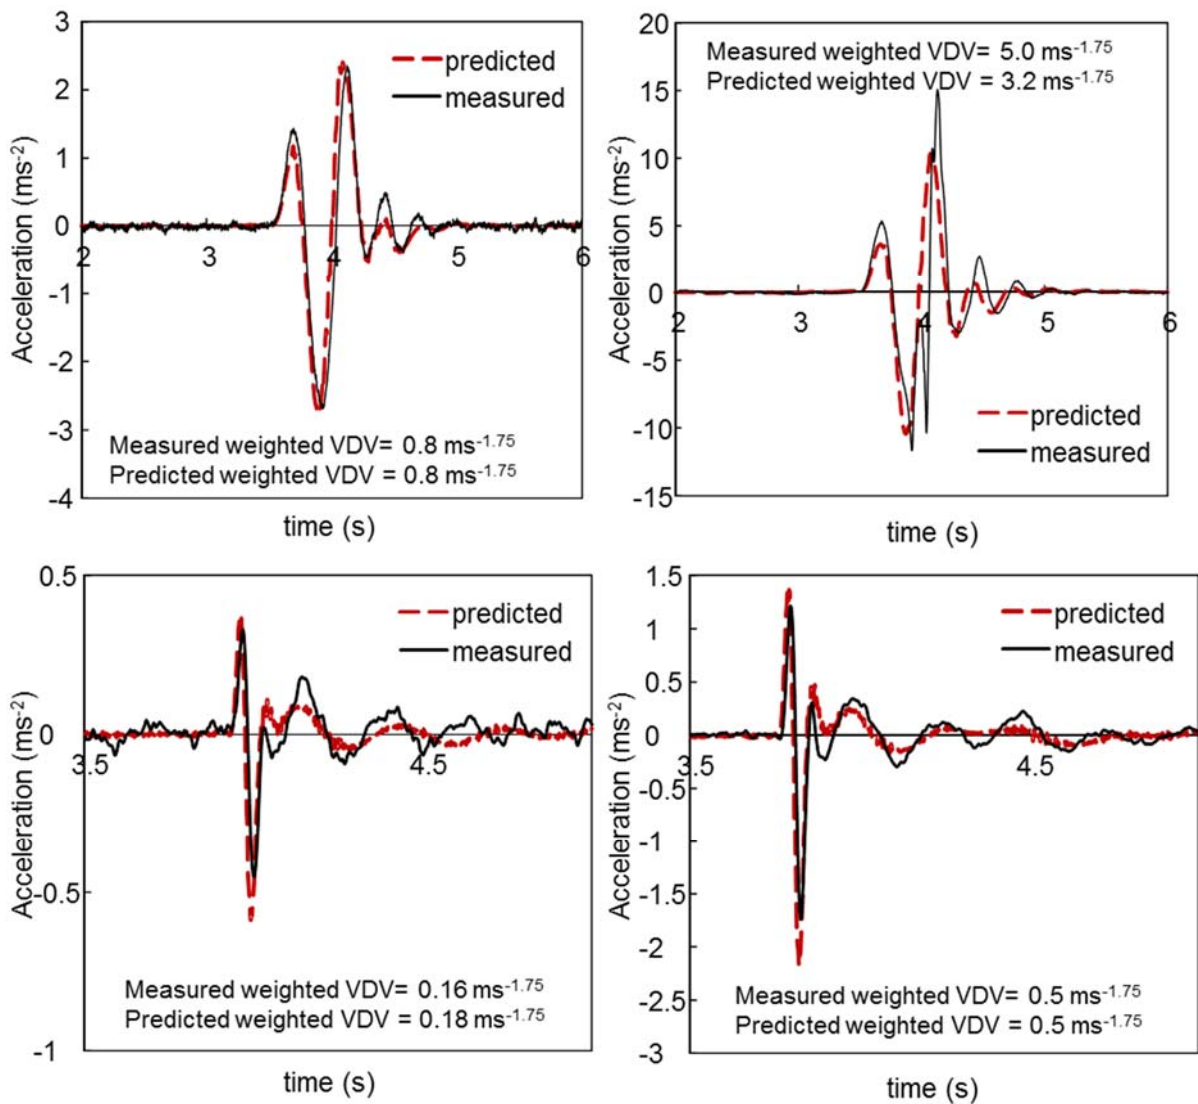 3
2
1
0
-1
-2
-3
-4
2
3
4
5
6
Acceleration (ms-2)
time (s)
predicted
measured
Measured weighted VDV= 0.8 ms-1.75
Predicted weighted VDV = 0.8 ms-1.75
20
15
10
5
0
-5
-10
-15
2
3
4
5
6
Acceleration (ms-2)
time (s)
Measured weighted VDV= 5.0 ms-1.75
Predicted weighted VDV = 3.2 ms-1.75
predicted
measured
0.5
0
-0.5
-1
3.5
4.5
Acceleration (ms-2)
time (s)
predicted
measured
Measured weighted VDV= 0.16 ms-1.75
Predicted weighted VDV = 0.18 ms-1.75
1.5
1
0.5
0
-0.5
-1
-1.5
-2
-2.5
-3
3.5
4.5
Acceleration (ms-2)
time (s)
predicted
measured
Measured weighted VDV= 0.5 ms-1.75
Predicted weighted VDV = 0.5 ms-1.75